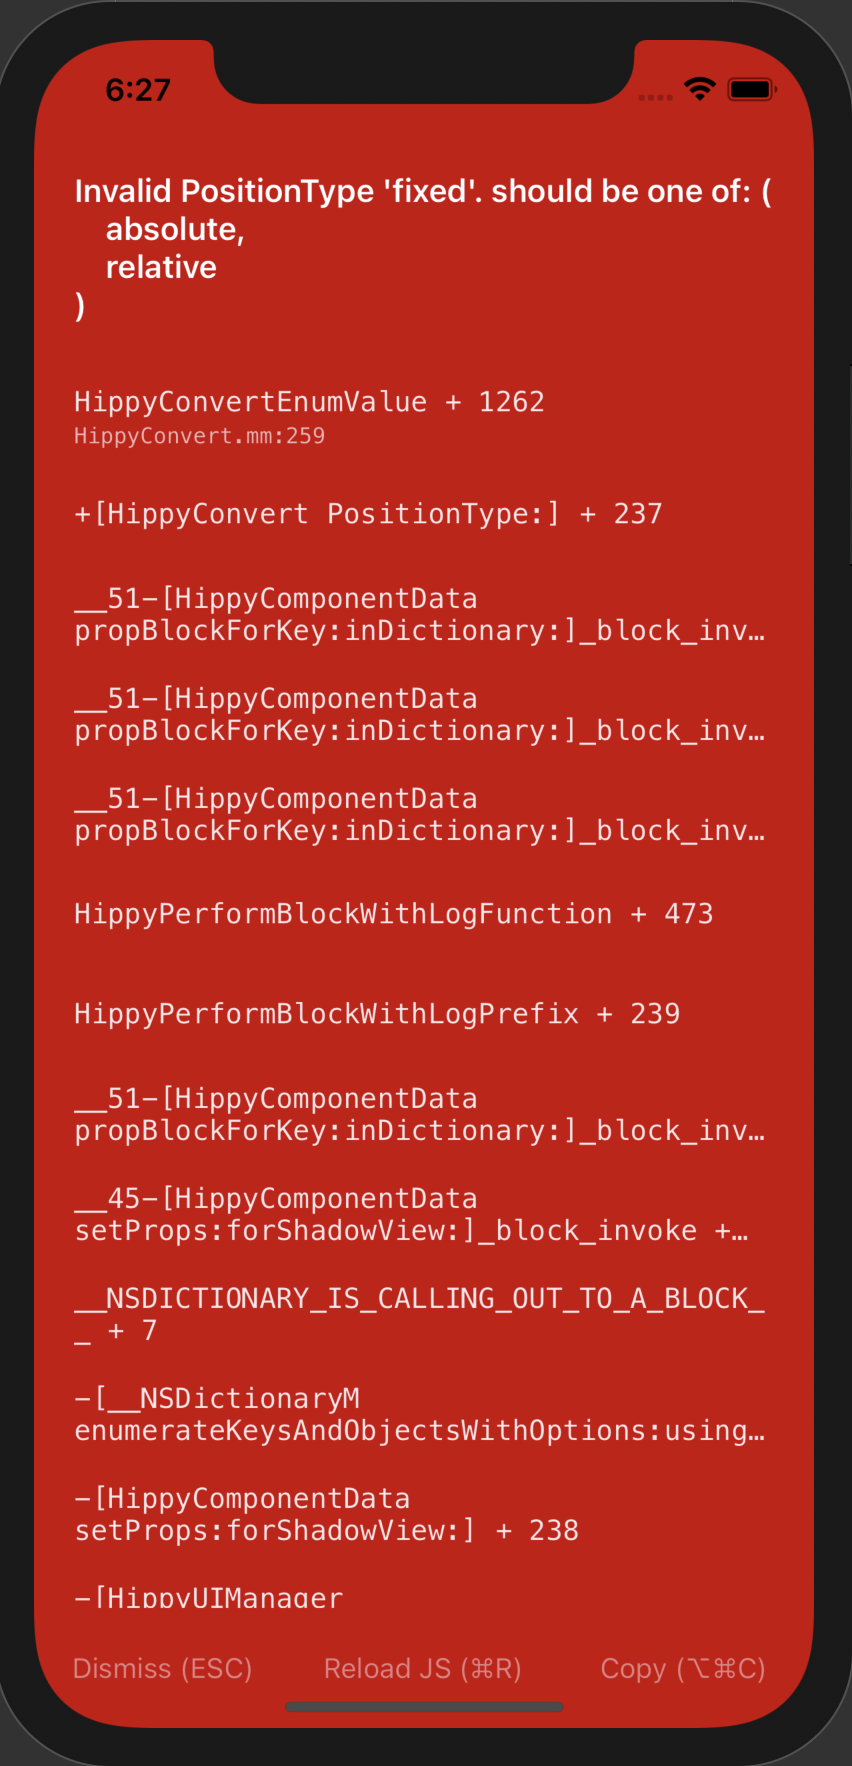 6:27
Invalid PositionType 'fixed'. should be one of: (
absolute,
relative
)
HippyConvertEnumValue + 1262
HippyConvert.mm:259
+[HippyConvert PositionType:] + 237
__51-[HippyComponentData
propBlockForKey:inDictionary:]_block_inv…
__51-[HippyComponentData
propBlockForKey:inDictionary:]_block_inv…
__51-[HippyComponentData
propBlockForKey:inDictionary:]_block_inv…
HippyPerformBlockWithLogFunction + 473
HippyPerformBlockWithLogPrefix + 239
__51-[HippyComponentData
propBlockForKey:inDictionary:]_block_inv…
__45-[HippyComponentData
setProps:forShadowView:]_block_invoke +…
__NSDICTIONARY_IS_CALLING_OUT_TO_A_BLOCK_
_ + 7
-[__NSDictionaryM
enumerateKeysAndObjectsWithOptions:using…
-[HippyComponentData
setProps:forShadowView:] + 238
-[HippyUIManager
Dismiss (ESC) Reload JS (⌘R) Copy (⌥⌘C)